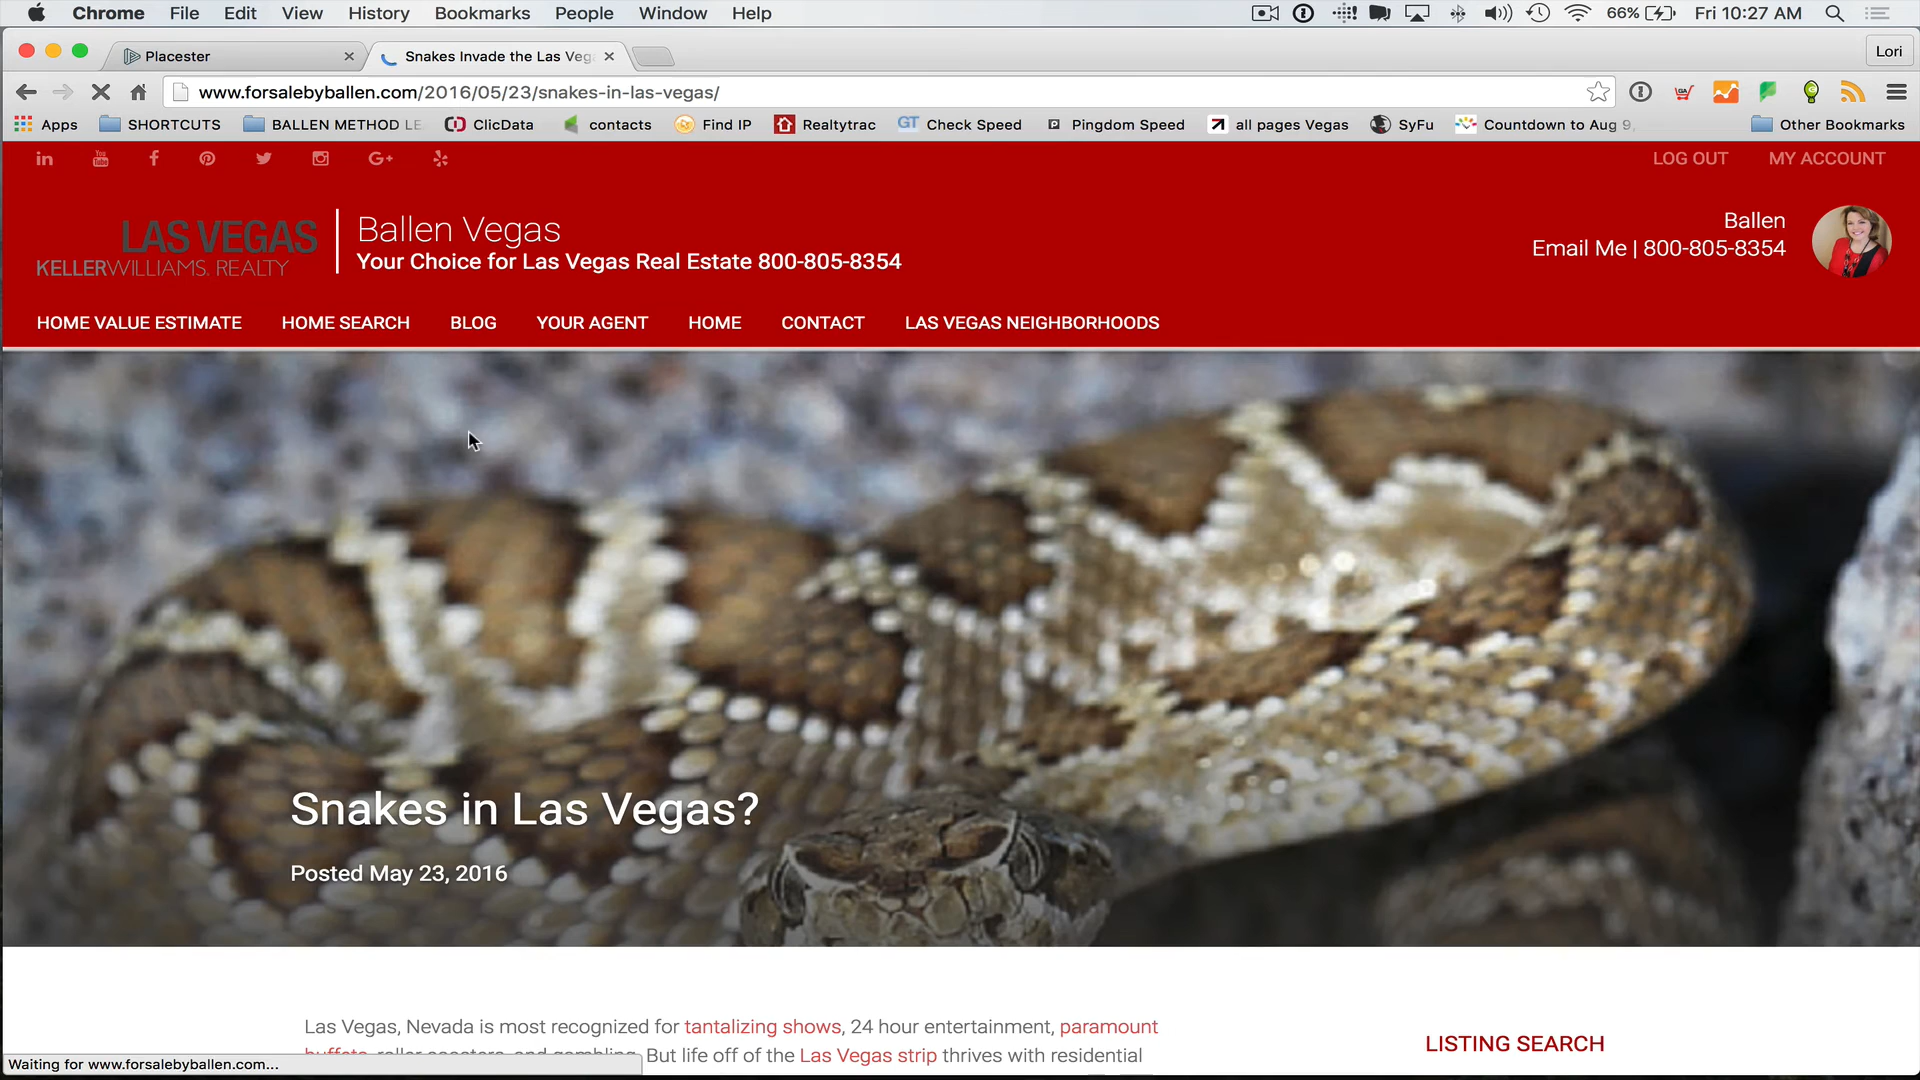 Chrome File Edit View History Bookmarks People Window Help 66% Fri 10:27 AM
Placester Snakes Invade the Las Veg Lori
www.forsalebyballen.com/2016/05/23/snakes-in-las-vegas/
Apps SHORTCUTS BALLEN METHOD LE ClicData contacts Find IP Realtytrac GT Check Speed Pingdom Speed all pages Vegas SyFu Countdown to Aug 9, Other Bookmarks
in You Tube f G+ LOG OUT MY ACCOUNT
LAS VEGAS
KELLERWILLIAMS. REALTY
Ballen Vegas
Your Choice for Las Vegas Real Estate 800-805-8354
Ballen
Email Me | 800-805-8354
HOME VALUE ESTIMATE HOME SEARCH BLOG YOUR AGENT HOME CONTACT LAS VEGAS NEIGHBORHOODS
Snakes in Las Vegas?
Posted May 23, 2016
Las Vegas, Nevada is most recognized for tantalizing shows, 24 hour entertainment, paramount
But life off of the Las Vegas strip thrives with residential
LISTING SEARCH
Waiting for www.forsalebyballen.com...